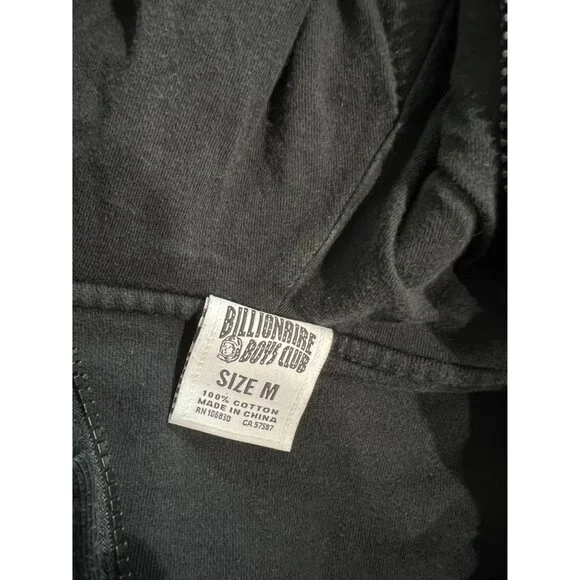 BILLIONAIRE
BOYS CLUB
SIZE M
100% COTTON
MADE IN CHINA
RN 106830 CA 57587